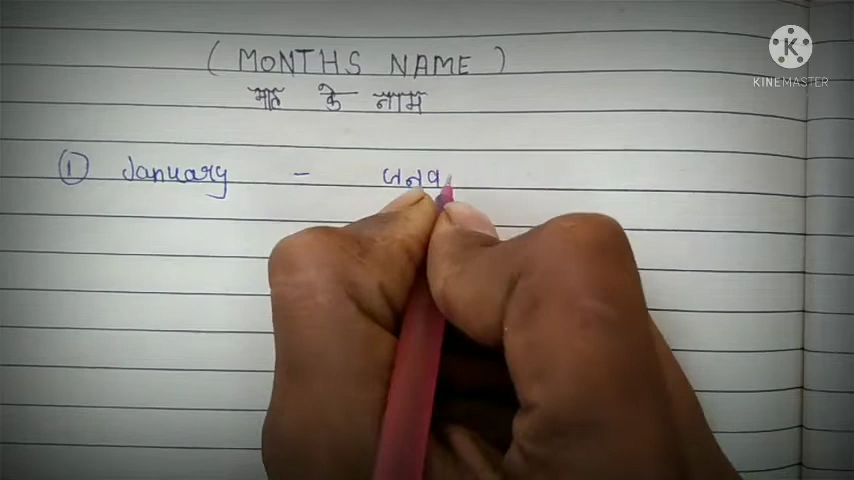 ( MONTHS NAME )
माह के नाम
① January - जनव
K
KINEMASTER